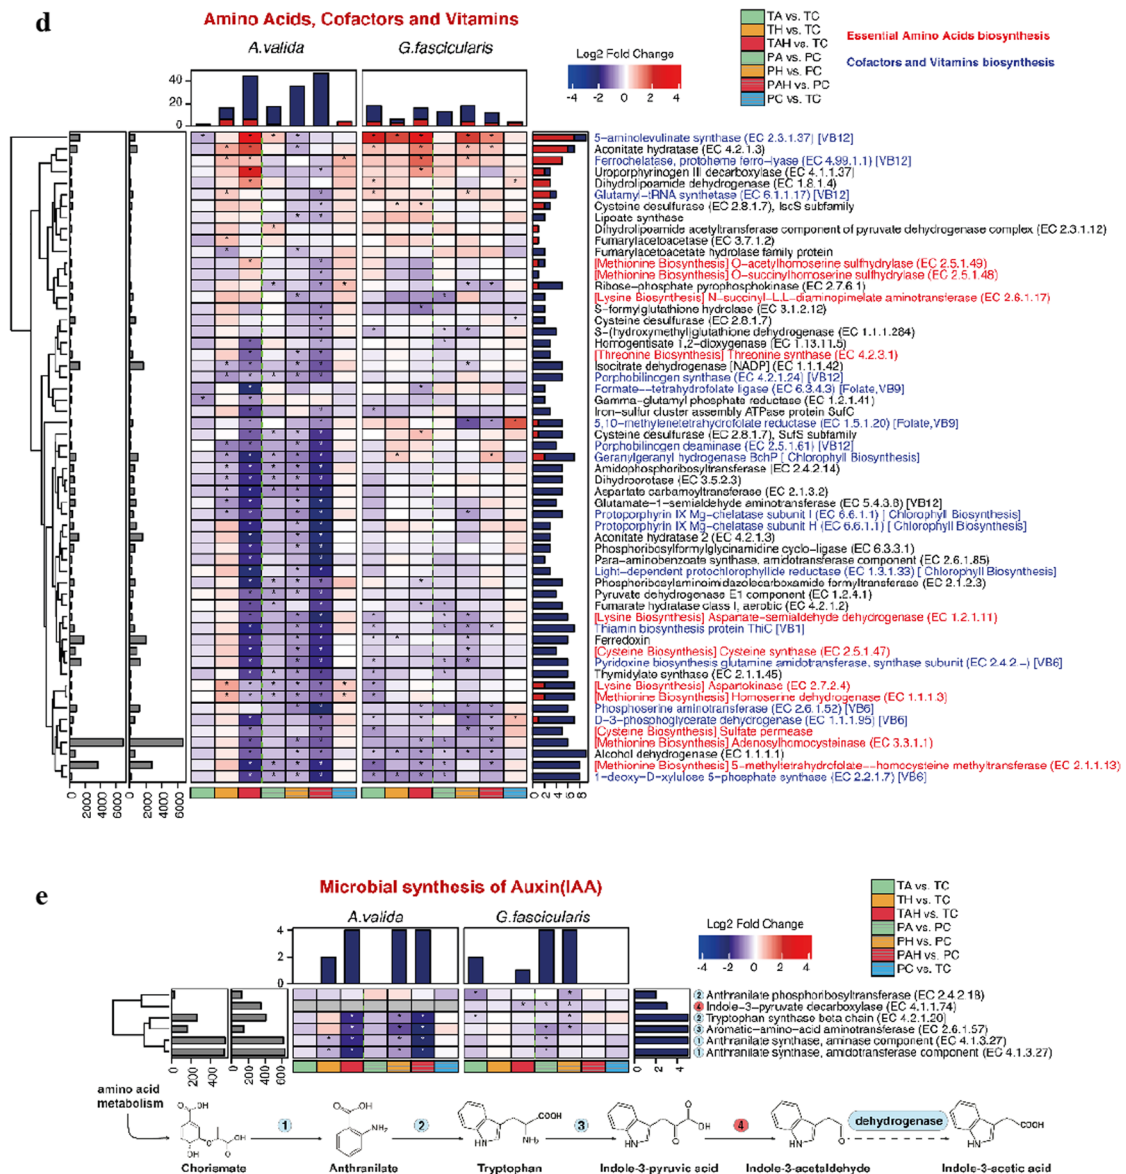 d
Amino Acids, Cofactors and Vitamins
A.valida
G.fascicularis
Log2 Fold Change
-4 -2 0 2 4
TA vs. TC
TH vs. TC
TAH vs. TC
PA vs. PC
PH vs. PC
PAH vs. PC
PC vs. TC
Essential Amino Acids biosynthesis
Cofactors and Vitamins biosynthesis
40
20
0
5-aminolevulinate synthase (EC 2.3.1.37) [VB12]
Aconitate hydratase (EC 4.2.1.3)
Ferrochelatase, protoheme ferro-lyase (EC 4.99.1.1) [VB12]
Uroporphyrinogen III decarboxylase (EC 4.1.1.37)
Dihydrolipoamide dehydrogenase (EC 1.8.1.4)
Glutamyl-tRNA synthetase (EC 6.1.1.17) [VB12]
Cysteine desulfurase (EC 2.8.1.7), IscS subfamily
Lipoate synthase
Dihydrolipoamide acetyltransferase component of pyruvate dehydrogenase complex (EC 2.3.1.12)
Fumarylacetoacetase (EC 3.7.1.2)
Fumarylacetoacetate hydrolase family protein
[Methionine Biosynthesis] O-acetylhomoserine sulfhydrylase (EC 2.5.1.49)
[Methionine Biosynthesis] O-succinylhomoserine sulfhydrylase (EC 2.5.1.48)
Ribose-phosphate pyrophosphokinase (EC 2.7.6.1)
[Lysine Biosynthesis] N-succinyl-L,L-diaminopimelate aminotransferase (EC 2.6.1.17)
S-formylglutathione hydrolase (EC 3.1.2.12)
Cysteine desulfurase (EC 2.8.1.7)
S-(hydroxymethyl)glutathione dehydrogenase (EC 1.1.1.284)
Homogentisate 1,2-dioxygenase (EC 1.13.11.5)
[Threonine Biosynthesis] Threonine synthase (EC 4.2.3.1)
Isocitrate dehydrogenase [NADP] (EC 1.1.1.42)
Porphobilinogen synthase (EC 4.2.1.24) [VB12]
Formate--tetrahydrofolate ligase (EC 6.3.4.3) [Folate,VB9]
Gamma-glutamyl phosphate reductase (EC 1.2.1.41)
Iron-sulfur cluster assembly ATPase protein SufC
5,10-methylenetetrahydrofolate reductase (EC 1.5.1.20) [Folate,VB9]
Cysteine desulfurase (EC 2.8.1.7), SufS subfamily
Porphobilinogen deaminase (EC 2.5.1.61) [VB12]
Geranylgeranyl hydrogenase BchP [ Chlorophyll Biosynthesis]
Amidophosphoribosyltransferase (EC 2.4.2.14)
Dihydroorotase (EC 3.5.2.3)
Aspartate carbamoyltransferase (EC 2.1.3.2)
Glutamate-1-semialdehyde aminotransferase (EC 5.4.3.8) [VB12]
Protoporphyrin IX Mg-chelatase subunit I (EC 6.6.1.1) [ Chlorophyll Biosynthesis]
Protoporphyrin IX Mg-chelatase subunit H (EC 6.6.1.1) [ Chlorophyll Biosynthesis]
Aconitate hydratase 2 (EC 4.2.1.3)
Phosphoribosylformylglycinamidine cyclo-ligase (EC 6.3.3.1)
Para-aminobenzoate synthase, amidotransferase component (EC 2.6.1.85)
Light-dependent protochlorophyllide reductase (EC 1.3.1.33) [ Chlorophyll Biosynthesis]
Phosphoribosylaminoimidazolecarboxamide formyltransferase (EC 2.1.2.3)
Pyruvate dehydrogenase E1 component (EC 1.2.4.1)
Fumarate hydratase class I, aerobic (EC 4.2.1.2)
[Lysine Biosynthesis] Aspartate-semialdehyde dehydrogenase (EC 1.2.1.11)
Thiamin biosynthesis protein ThiC [VB1]
Ferredoxin
[Cysteine Biosynthesis] Cysteine synthase (EC 2.5.1.47)
Pyridoxine biosynthesis glutamine amidotransferase, synthase subunit (EC 2.4.2.-) [VB6]
Thymidylate synthase (EC 2.1.1.45)
[Lysine Biosynthesis] Aspartokinase (EC 2.7.2.4)
[Methionine Biosynthesis] Homoserine dehydrogenase (EC 1.1.1.3)
Phosphoserine aminotransferase (EC 2.6.1.52) [VB6]
D-3-phosphoglycerate dehydrogenase (EC 1.1.1.95) [VB6]
[Cysteine Biosynthesis] Sulfate permease
[Methionine Biosynthesis] Adenosylhomocysteinase (EC 3.3.1.1)
Alcohol dehydrogenase (EC 1.1.1.1)
[Methionine Biosynthesis] 5-methyltetrahydrofolate--homocysteine methyltransferase (EC 2.1.1.13)
1-deoxy-D-xylulose 5-phosphate synthase (EC 2.2.1.7) [VB6]
0 2000 4000 6000
0 2000 4000 6000
0 2 4 6 8
e
Microbial synthesis of Auxin(IAA)
A.valida
G.fascicularis
Log2 Fold Change
-4 -2 0 2 4
TA vs. TC
TH vs. TC
TAH vs. TC
PA vs. PC
PH vs. PC
PAH vs. PC
PC vs. TC
4
2
0
2 Anthranilate phosphoribosyltransferase (EC 2.4.2.18)
4 Indole-3-pyruvate decarboxylase (EC 4.1.1.74)
2 Tryptophan synthase beta chain (EC 4.2.1.20)
3 Aromatic-amino-acid aminotransferase (EC 2.6.1.57)
1 Anthranilate synthase, aminase component (EC 4.1.3.27)
1 Anthranilate synthase, amidotransferase component (EC 4.1.3.27)
0 200 400
0 200 400 600
0 2 4
amino acid
metabolism
1
2
3
4
dehydrogenase
Chorismate
Anthranilate
Tryptophan
Indole-3-pyruvic acid
Indole-3-acetaldehyde
Indole-3-acetic acid